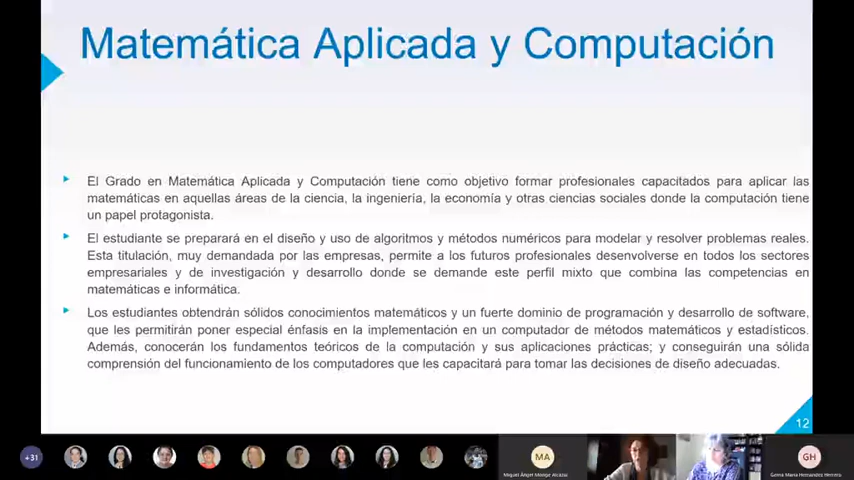 Matemática Aplicada y Computación
El Grado en Matemática Aplicada y Computación tiene como objetivo formar profesionales capacitados para aplicar las
matemáticas en aquellas áreas de la ciencia, la ingeniería, la economía y otras ciencias sociales donde la computación tiene
un papel protagonista.
El estudiante se preparará en el diseño y uso de algoritmos y métodos numéricos para modelar y resolver problemas reales.
Esta titulación, muy demandada por las empresas, permite a los futuros profesionales desenvolverse en todos los sectores
empresariales y de investigación y desarrollo donde se demande este perfil mixto que combina las competencias en
matemáticas e informática.
Los estudiantes obtendrán sólidos conocimientos matemáticos y un fuerte dominio de programación y desarrollo de software,
que les permitirán poner especial énfasis en la implementación en un computador de métodos matemáticos y estadísticos.
Además, conocerán los fundamentos teóricos de la computación y sus aplicaciones prácticas; y conseguirán una sólida
comprensión del funcionamiento de los computadores que les capacitará para tomar las decisiones de diseño adecuadas.
12
+31
MA
GH
Miguel Ángel Monge Alcázar
Gema María Hernández Herrero